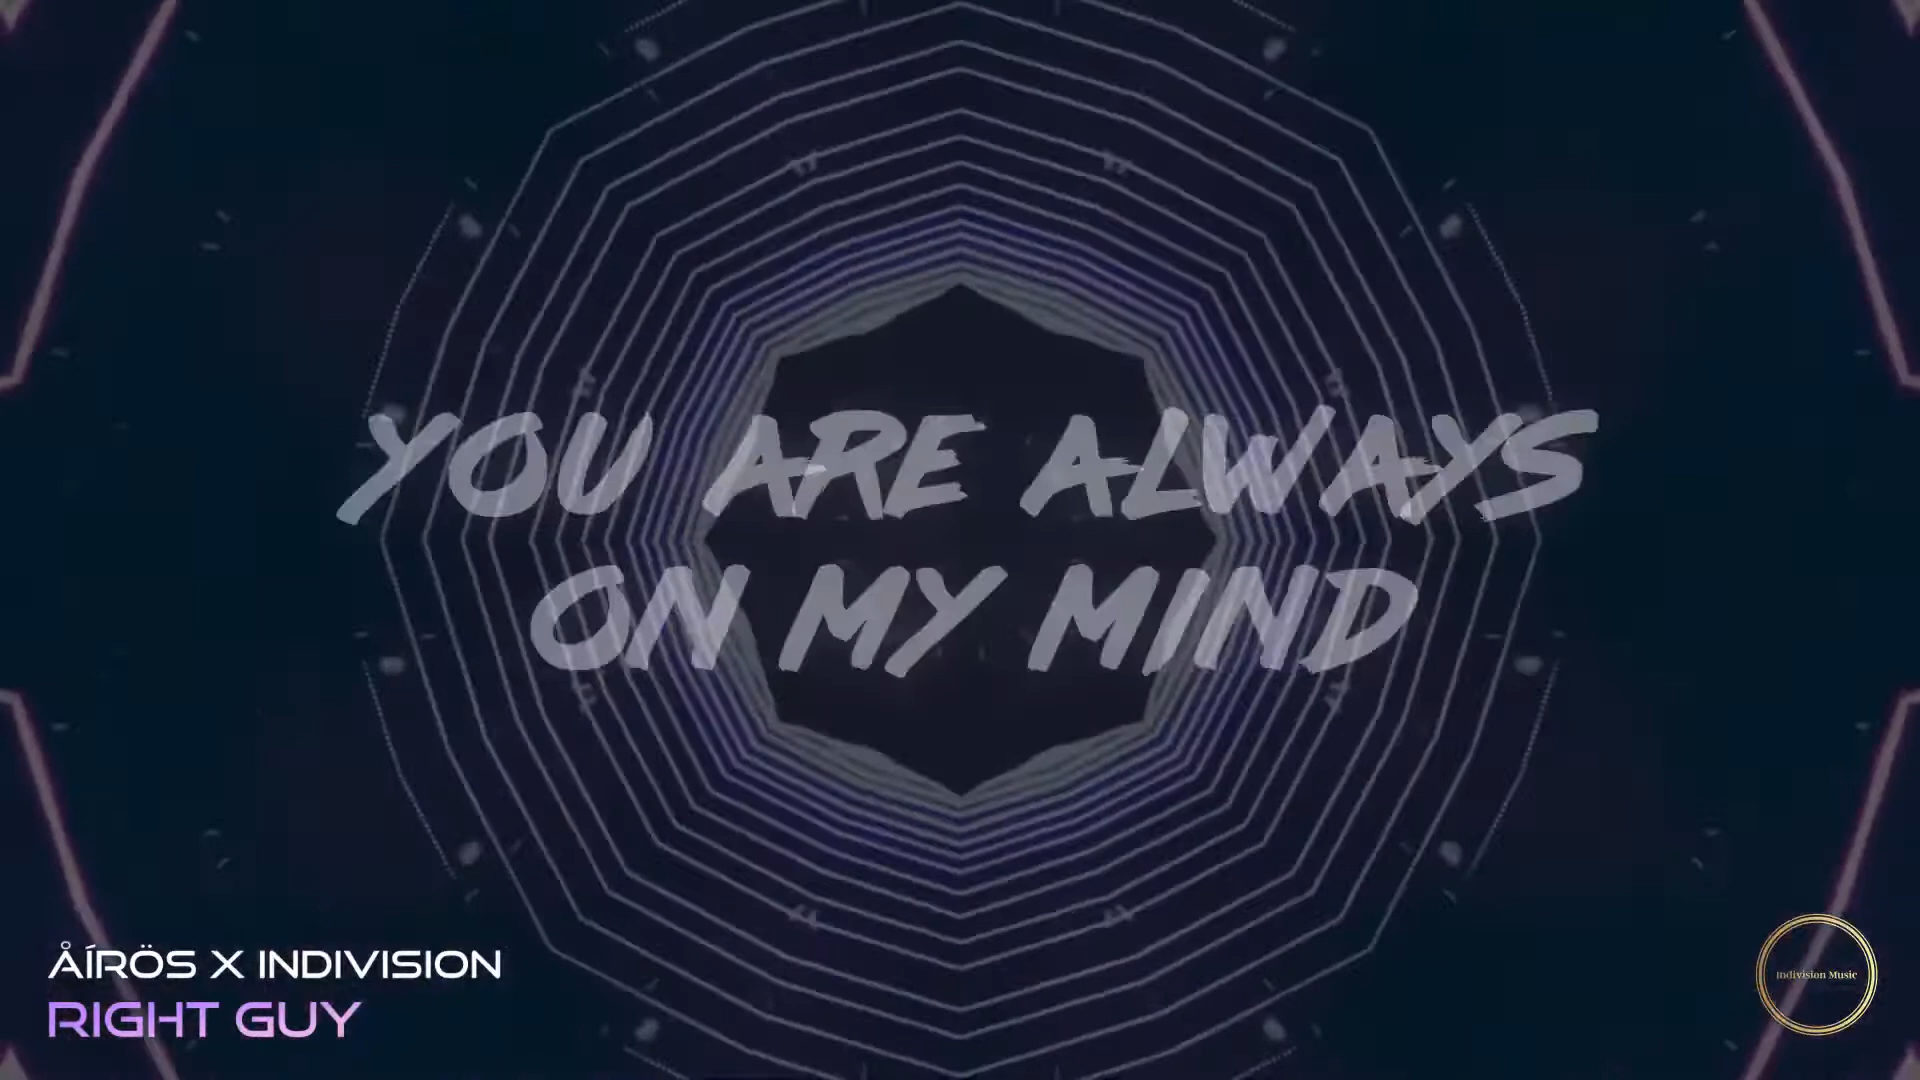 YOU ARE ALWAYS
ON MY MIND
ÅÍRÖS X INDIVISION
RIGHT GUY
Indivision Music